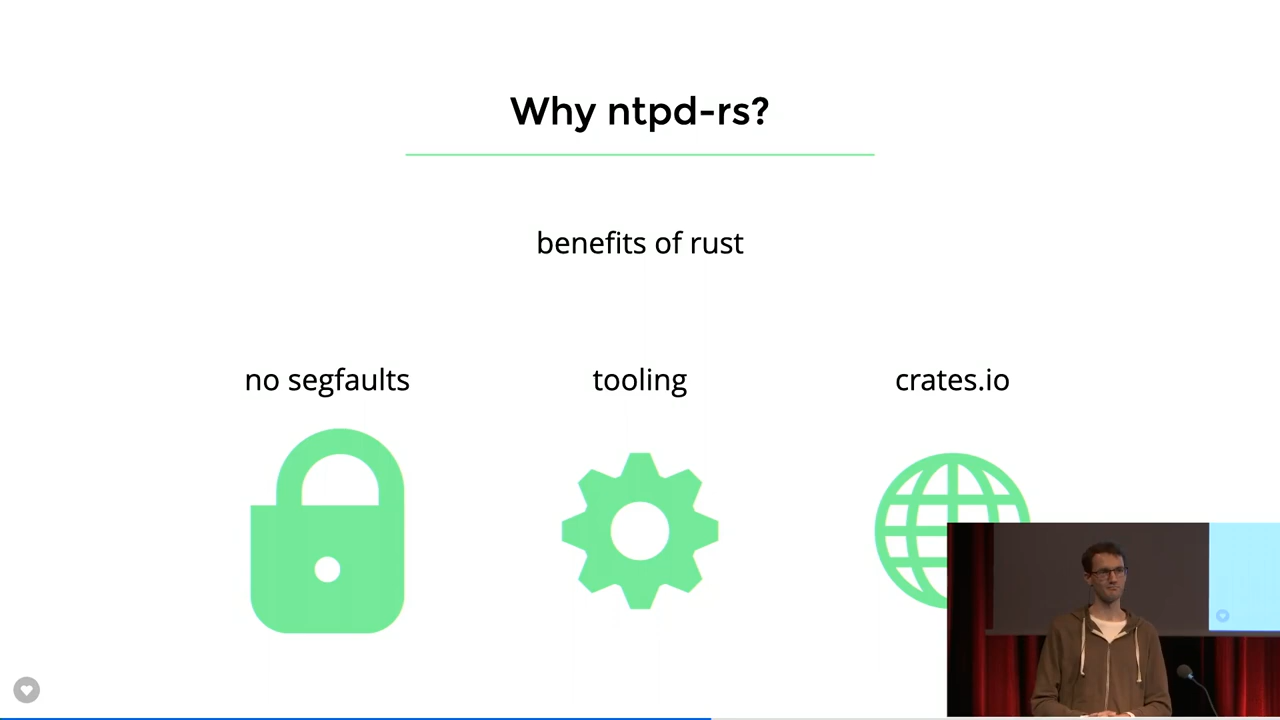 Why ntpd-rs?
benefits of rust
no segfaults
tooling
crates.io